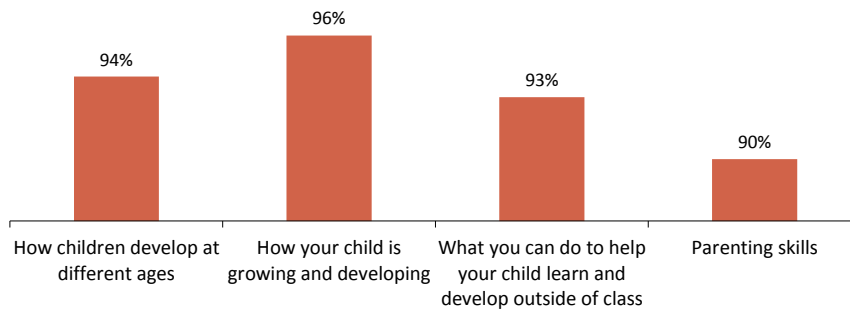 96%
94%
93%
90%
How children develop at
different ages
How your child is
growing and developing
What you can do to help
your child learn and
develop outside of class
Parenting skills